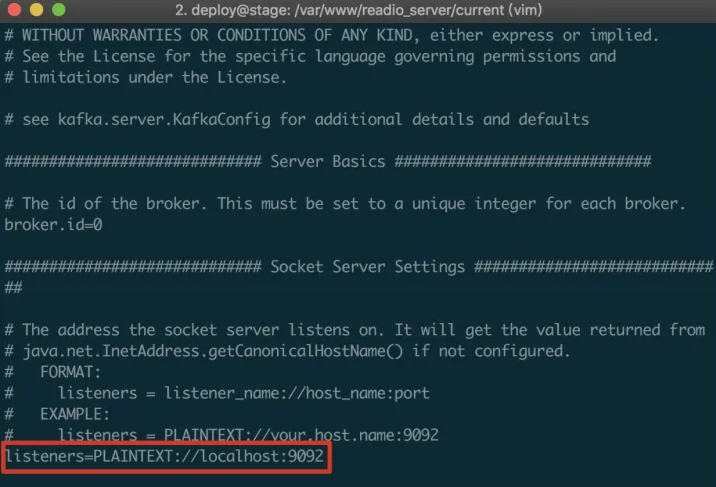 2. deploy@stage: /var/www/readio_server/current (vim)
# WITHOUT WARRANTIES OR CONDITIONS OF ANY KIND, either express or implied.
# See the License for the specific language governing permissions and
# limitations under the License.
# see kafka.server.KafkaConfig for additional details and defaults
############################# Server Basics #############################
# The id of the broker. This must be set to a unique integer for each broker.
broker.id=0
############################# Socket Server Settings ###########################
##
# The address the socket server listens on. It will get the value returned from
# java.net.InetAddress.getCanonicalHostName() if not configured.
#   FORMAT:
#     listeners = listener_name://host_name:port
#   EXAMPLE:
#     listeners = PLAINTEXT://your.host.name:9092
listeners=PLAINTEXT://localhost:9092